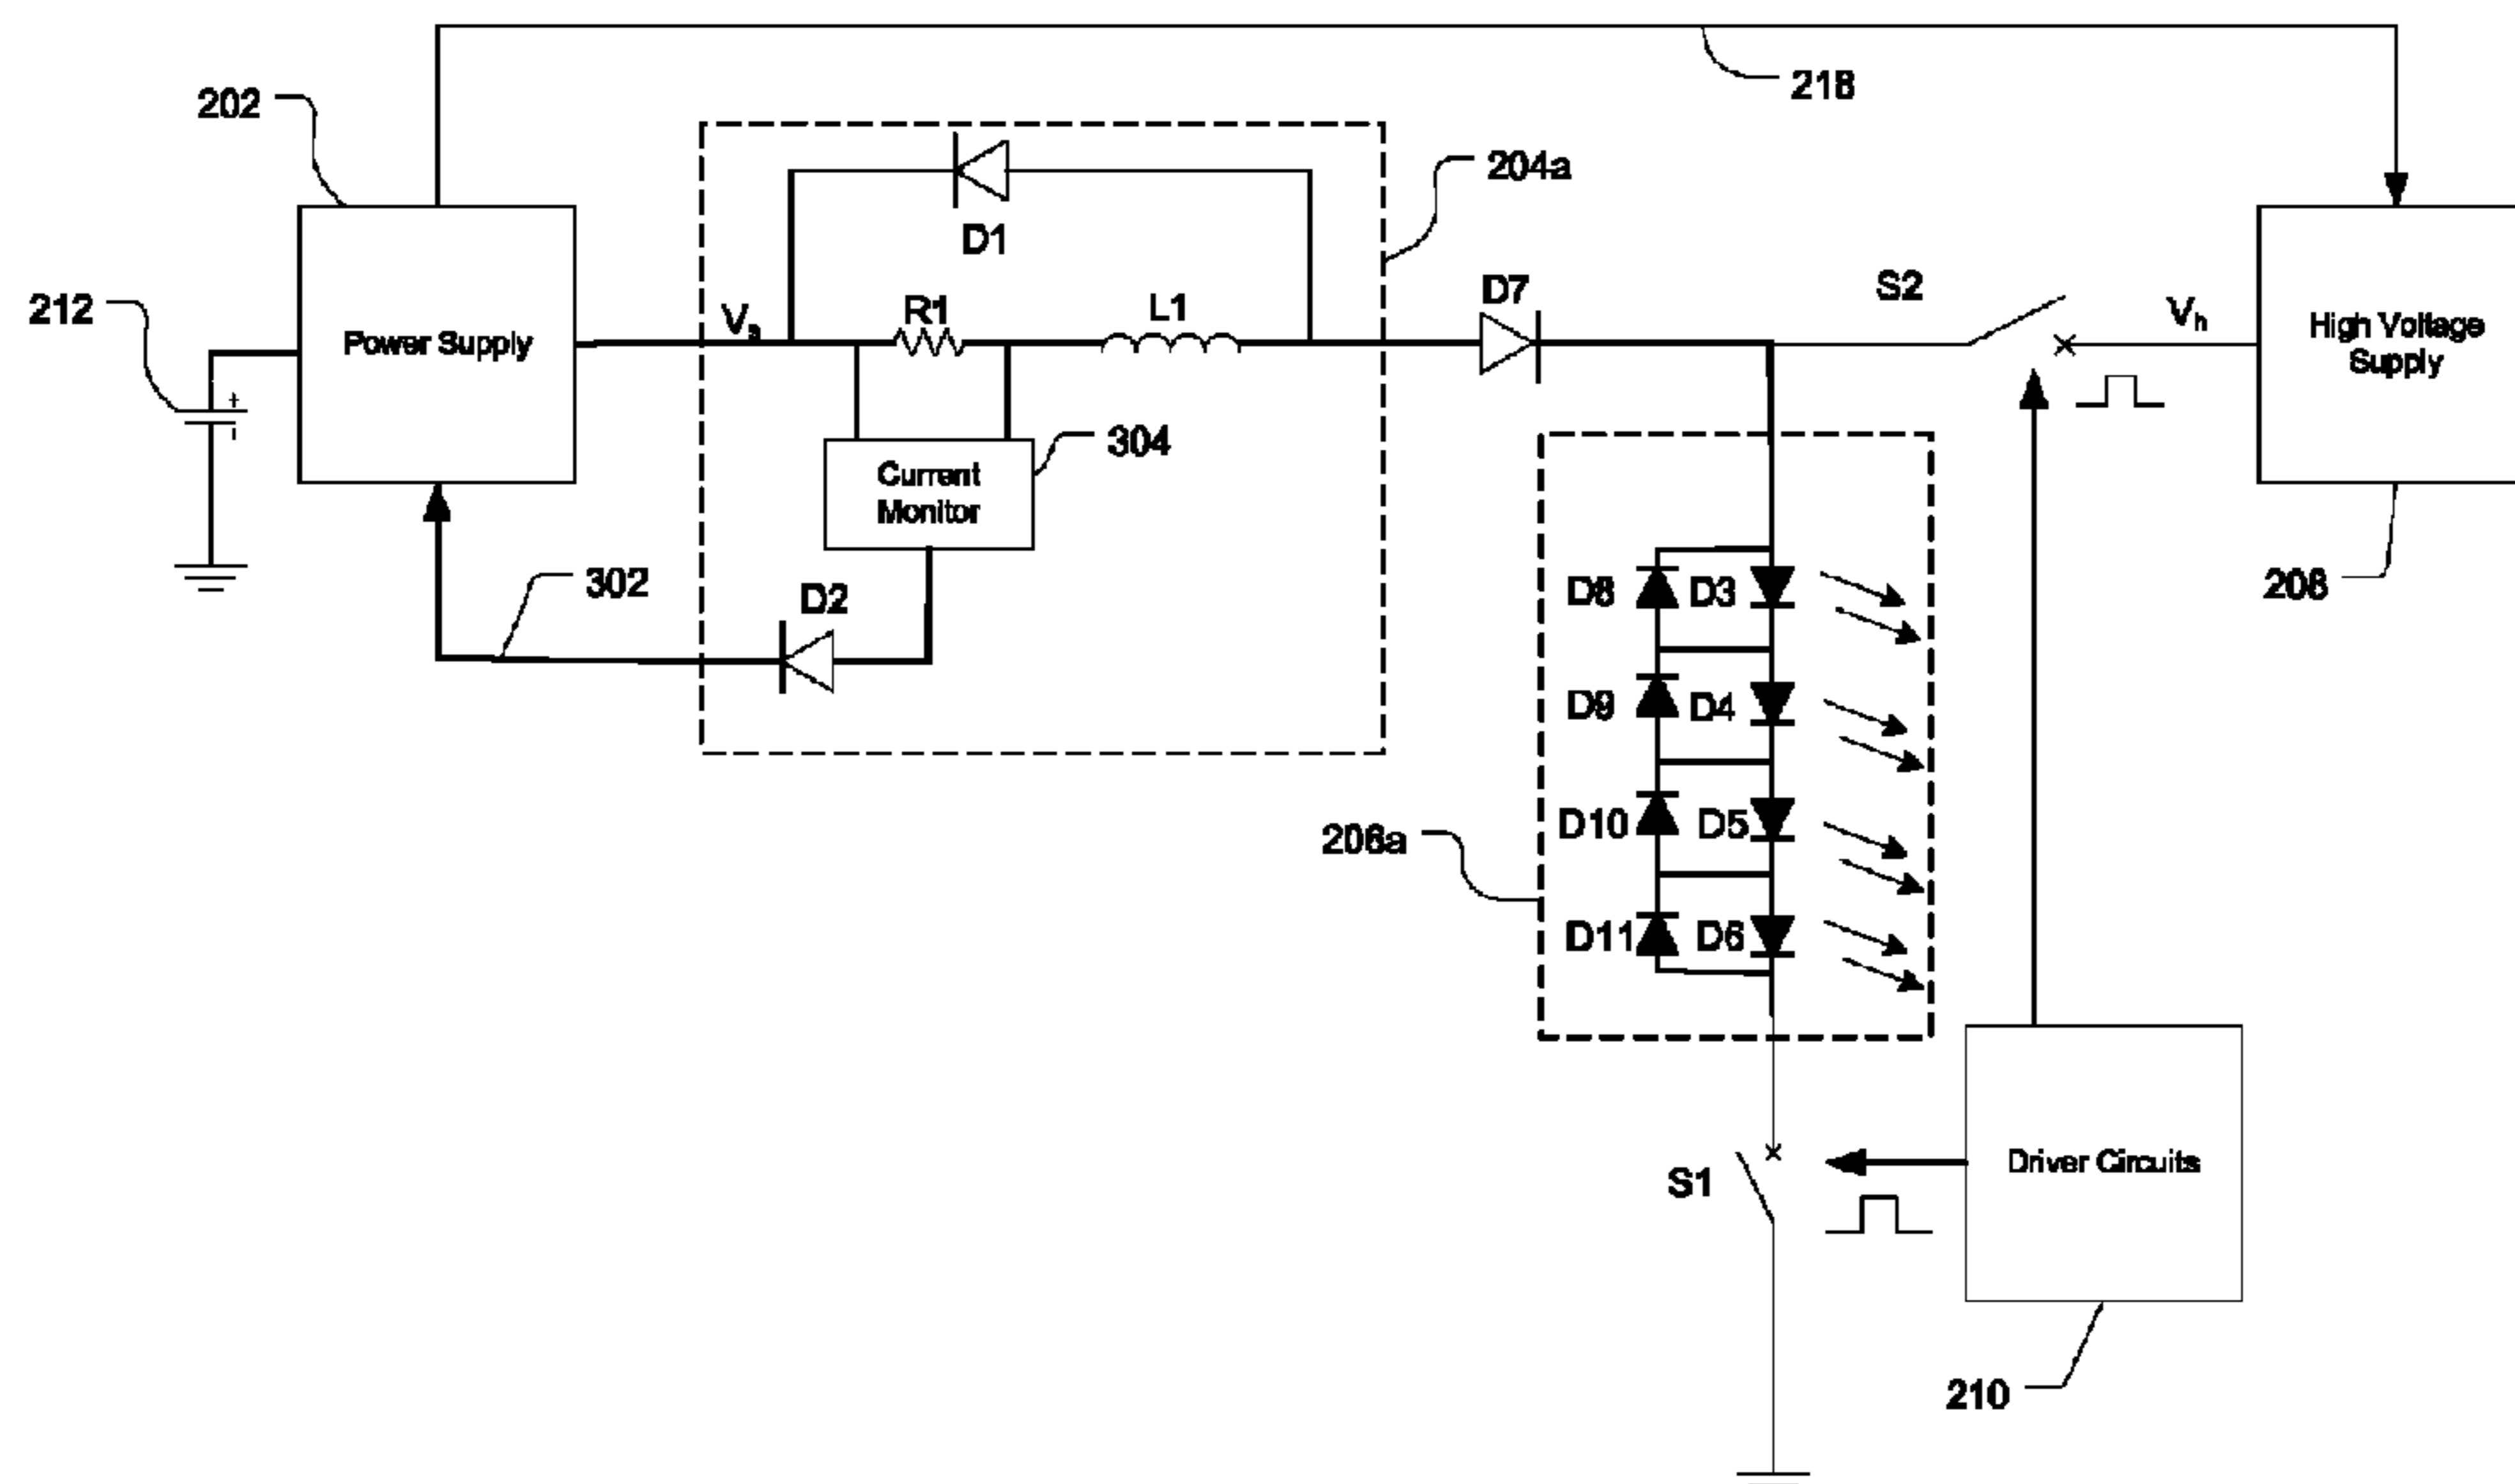 218
202
204a
D1
212
Power Supply
Vs
R1
L1
D7
S2
Vh
High Voltage
Supply
304
Current
Monitor
302
D2
208
D8
D3
D9
D4
D10
D5
206a
D11
D6
S1
Driver Circuits
210
+